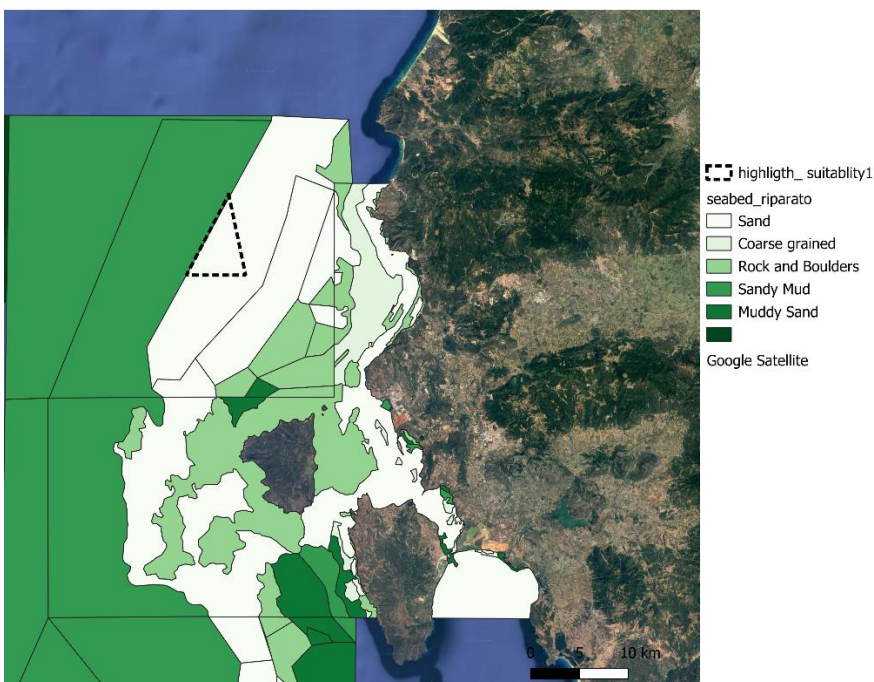 highligth_ suitablity1
seabed_riparato
Sand
Coarse grained
Rock and Boulders
Sandy Mud
Muddy Sand
Google Satellite
0 5 10 km